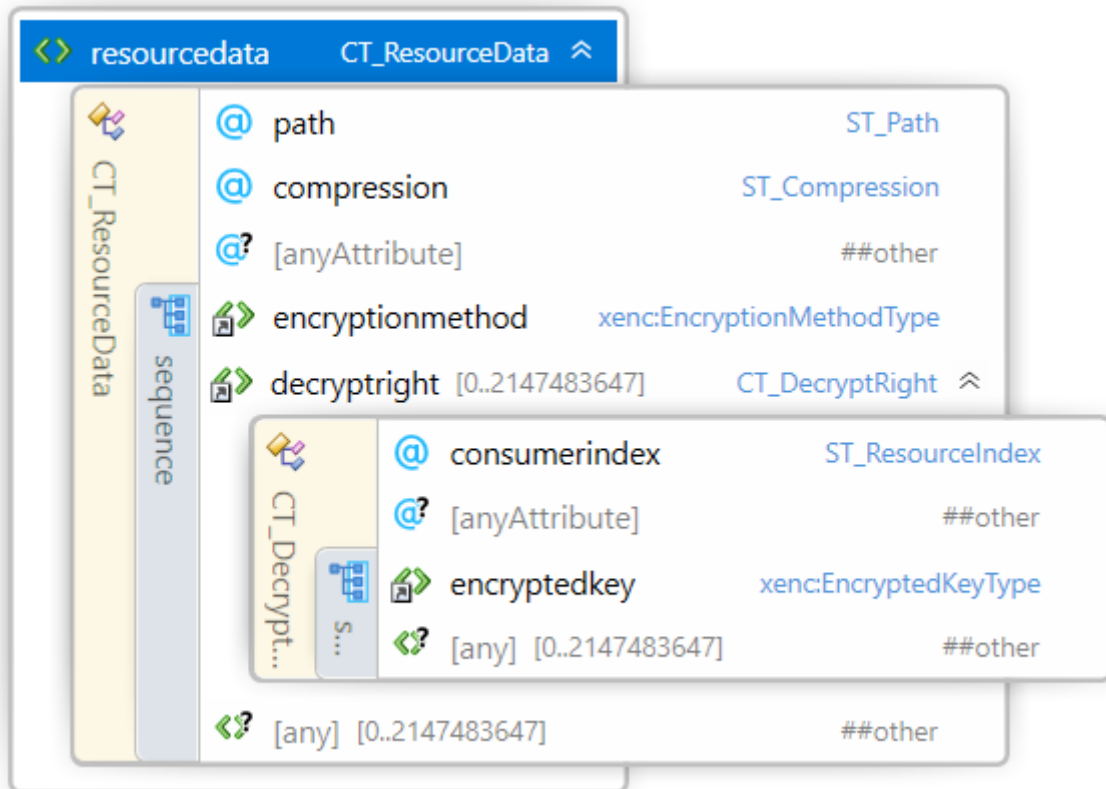 resourcedata CT_ResourceData
CT_ResourceData
@ path ST_Path
@ compression ST_Compression
@? [anyAttribute] ##other
sequence
encryptionmethod xenc:EncryptionMethodType
decryptright [0..2147483647] CT_DecryptRight
CT_Decrypt...
@ consumerindex ST_ResourceIndex
@? [anyAttribute] ##other
s...
encryptedkey xenc:EncryptedKeyType
<>? [any] [0..2147483647] ##other
<>? [any] [0..2147483647] ##other